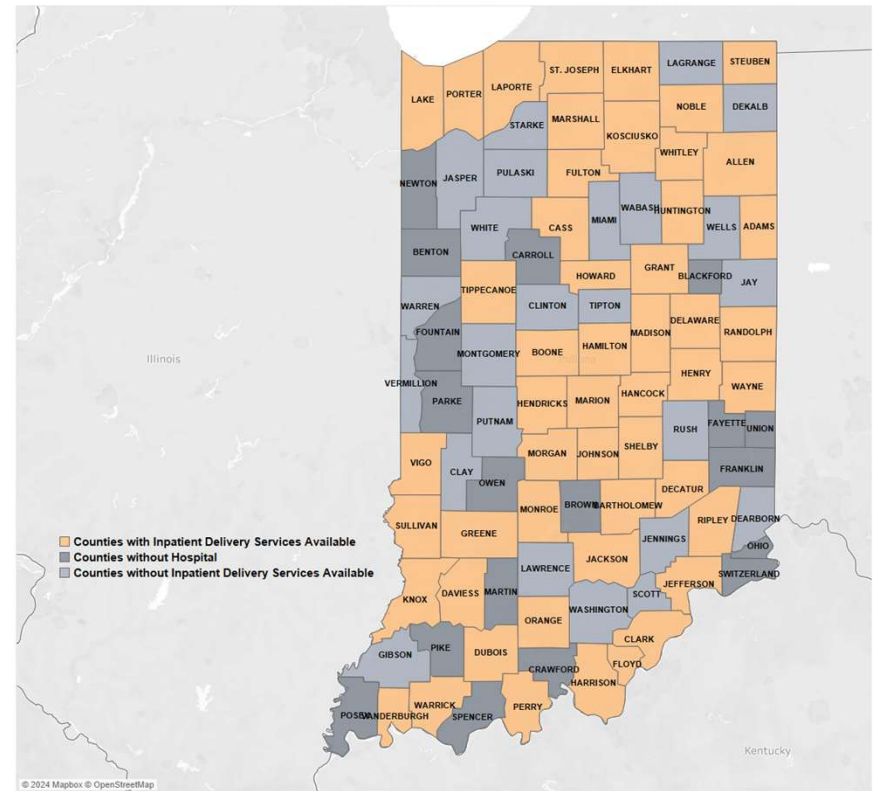 LAGRANGE
STEUBEN
ST. JOSEPH
ELKHART
LAPORTE
PORTER
LAKE
NOBLE
DEKALB
MARSHALL
STARKE
KOSCIUSKO
WHITLEY
ALLEN
NEWTON
JASPER
PULASKI
FULTON
WABASH
HUNTINGTON
MIAMI
WHITE
CASS
WELLS
ADAMS
BENTON
CARROLL
HOWARD
GRANT
BLACKFORD
JAY
TIPPECANOE
WARREN
CLINTON
TIPTON
DELAWARE
FOUNTAIN
MADISON
RANDOLPH
Illinois
MONTGOMERY
BOONE
HAMILTON
HENRY
VERMILLION
WAYNE
PARKE
HENDRICKS
MARION
HANCOCK
PUTNAM
RUSH
FAYETTE
UNION
SHELBY
MORGAN
JOHNSON
VIGO
CLAY
FRANKLIN
OWEN
DECATUR
MONROE
BROWN
BARTHOLOMEW
SULLIVAN
RIPLEY
DEARBORN
GREENE
JENNINGS
Counties with Inpatient Delivery Services Available
Counties without Hospital
Counties without Inpatient Delivery Services Available
JACKSON
OHIO
LAWRENCE
SWITZERLAND
JEFFERSON
KNOX
DAVIESS
MARTIN
SCOTT
WASHINGTON
ORANGE
CLARK
PIKE
DUBOIS
GIBSON
FLOYD
CRAWFORD
HARRISON
WARRICK
PERRY
POSEY
VANDERBURGH
SPENCER
Kentucky
© 2024 Mapbox © OpenStreetMap